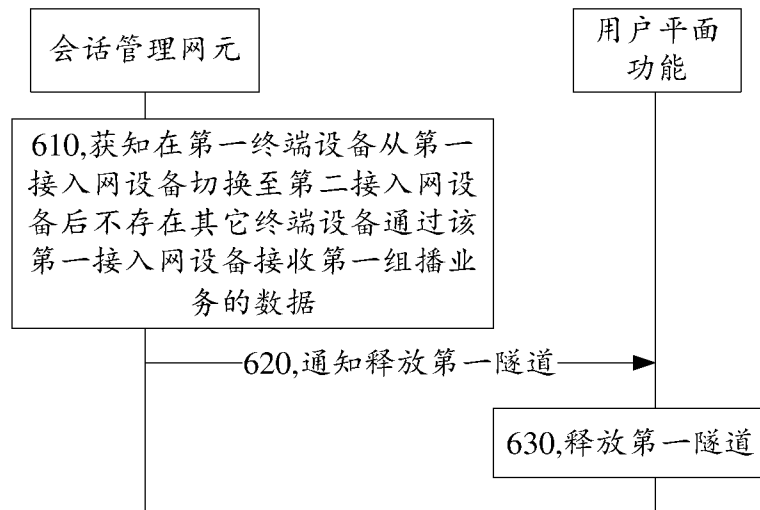 会话管理网元
用户平面
功能
610,获知在第一终端设备从第一
接入网设备切换至第二接入网设
备后不存在其它终端设备通过该
第一接入网设备接收第一组播业
务的数据
620,通知释放第一隧道
630,释放第一隧道